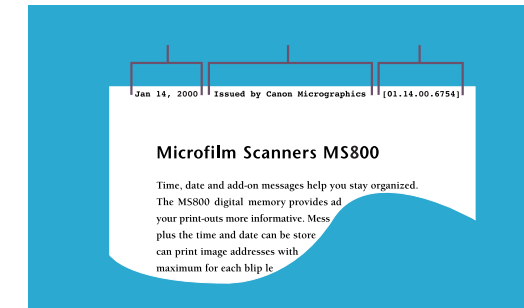 Jan 14, 2000 Issued by Canon Micrographics [01.14.00.6754]
Microfilm Scanners MS800
Time, date and add-on messages help you stay organized.
The MS800 digital memory provides ad
your print-outs more informative. Mess
plus the time and date can be store
can print image addresses with
maximum for each blip le